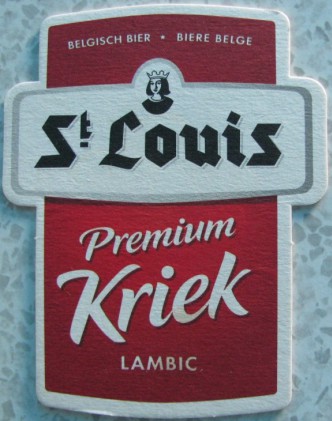 BELGISCH BIER • BIERE BELGE
St. Louis
Premium
Kriek
LAMBIC